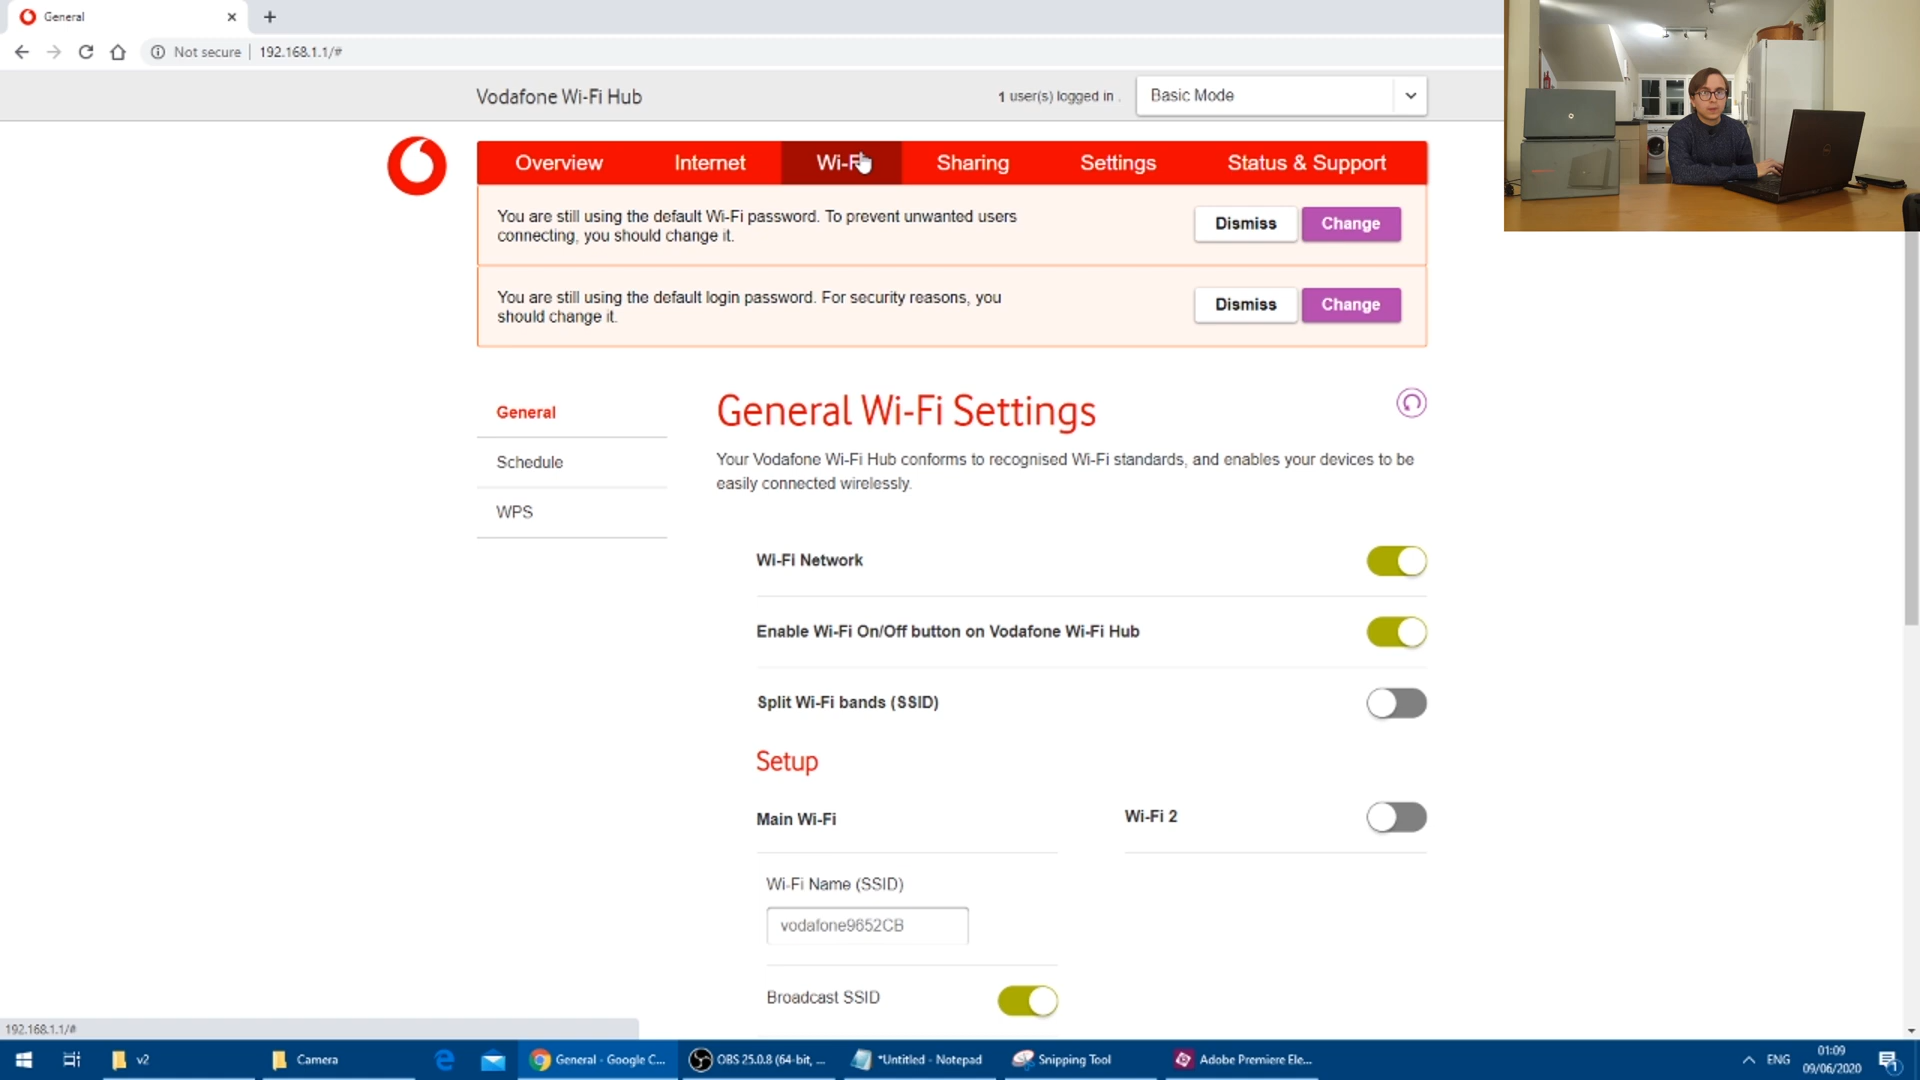 General
Not secure
192.168.1.1/#
Vodafone Wi-Fi Hub
1 user(s) logged in .
Basic Mode
Overview
Internet
Wi-Fi
Sharing
Settings
Status & Support
You are still using the default Wi-Fi password. To prevent unwanted users
connecting, you should change it.
Dismiss
Change
You are still using the default login password. For security reasons, you
should change it.
Dismiss
Change
General
Schedule
WPS
General Wi-Fi Settings
Your Vodafone Wi-Fi Hub conforms to recognised Wi-Fi standards, and enables your devices to be
easily connected wirelessly.
Wi-Fi Network
Enable Wi-Fi On/Off button on Vodafone Wi-Fi Hub
Split Wi-Fi bands (SSID)
Setup
Main Wi-Fi
Wi-Fi 2
Wi-Fi Name (SSID)
vodafone9652CB
Broadcast SSID
192.168.1.1/#
v2
Camera
General - Google C...
OBS 25.0.8 (64-bit, ...
*Untitled - Notepad
Snipping Tool
Adobe Premiere Ele...
ENG
01:09
09/06/2020
1